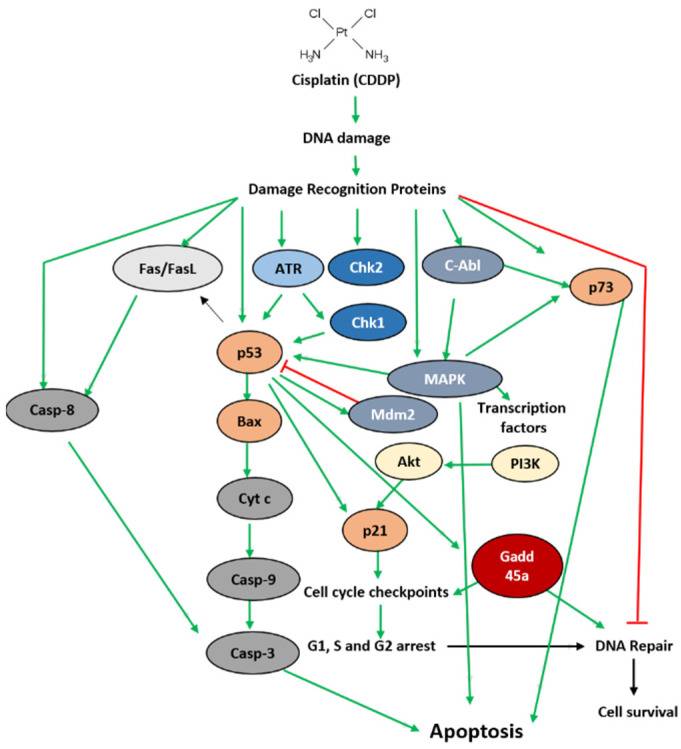 Cl Cl
Pt
H₃N NH₃
Cisplatin (CDDP)
DNA damage
Damage Recognition Proteins
Fas/FasL
ATR
Chk2
C-Abl
p73
Chk1
p53
MAPK
Casp-8
Bax
Mdm2
Transcription
factors
Akt
PI3K
Cyt c
p21
Gadd
45a
Casp-9
Cell cycle checkpoints
Casp-3
G1, S and G2 arrest
DNA Repair
Cell survival
Apoptosis